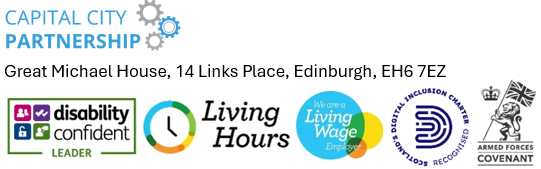 CAPITAL CITY
PARTNERSHIP
Great Michael House, 14 Links Place, Edinburgh, EH6 7EZ
disability
confident
LEADER
Living
Hours
We are a
Living
Wage
Employer
SCOTLAND'S DIGITAL INCLUSION CHARTER
RECOGNISED
ARMED FORCES
COVENANT